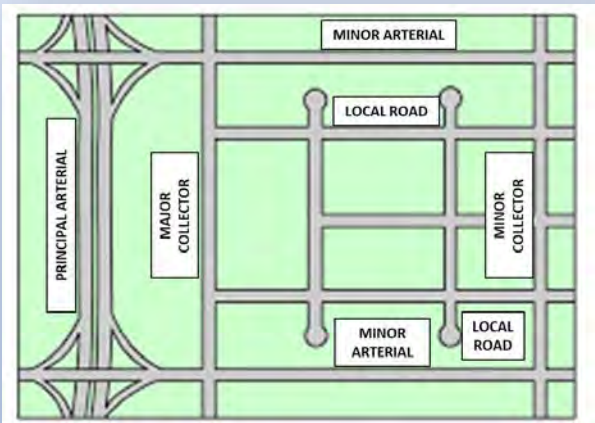 MINOR ARTERIAL
LOCAL ROAD
PRINCIPAL ARTERIAL
MAJOR
COLLECTOR
MINOR
COLLECTOR
MINOR
ARTERIAL
LOCAL
ROAD